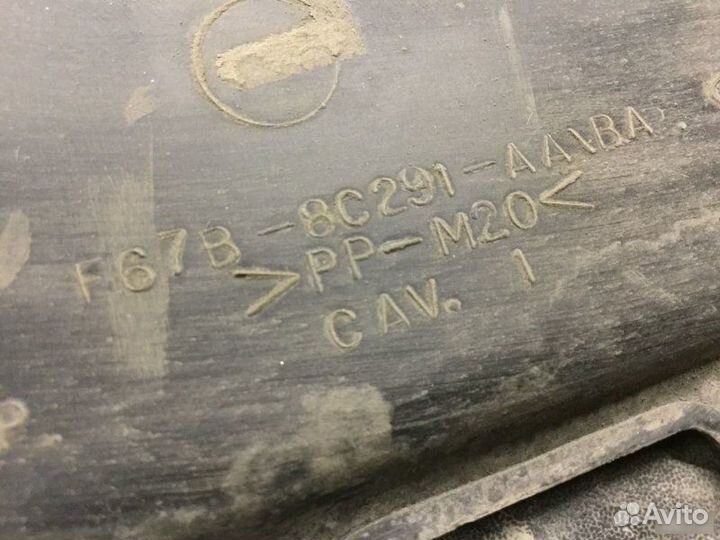 F67B-8C291-AA\BA
>PP-M20<
CAV. 1
Avito